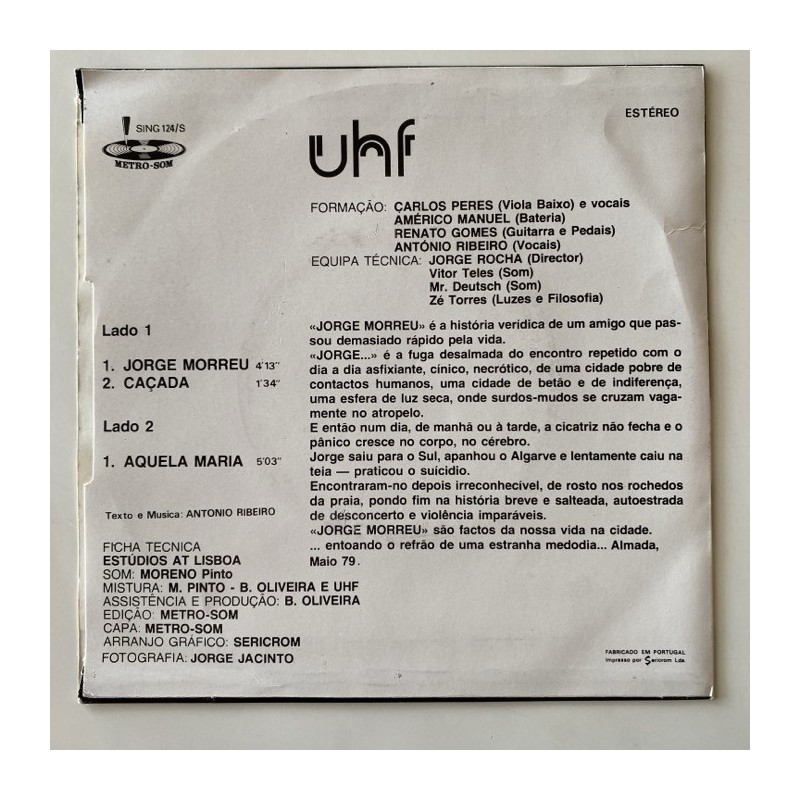 SING 124/S
METRO-SOM
uhf
ESTÉREO
FORMAÇÃO: CARLOS PERES (Viola Baixo) e vocais
AMÉRICO MANUEL (Bateria)
RENATO GOMES (Guitarra e Pedais)
ANTÓNIO RIBEIRO (Vocais)
EQUIPA TÉCNICA: JORGE ROCHA (Director)
Vitor Teles (Som)
Mr. Deutsch (Som)
Zé Torres (Luzes e Filosofia)
Lado 1
1. JORGE MORREU 4'13"
2. CAÇADA 1'34"
Lado 2
1. AQUELA MARIA 5'03"
Texto e Musica: ANTONIO RIBEIRO
FICHA TECNICA
ESTÚDIOS AT LISBOA
SOM: MORENO Pinto
MISTURA: M. PINTO - B. OLIVEIRA E UHF
ASSISTÊNCIA E PRODUÇÃO: B. OLIVEIRA
EDIÇÃO: METRO-SOM
CAPA: METRO-SOM
ARRANJO GRÁFICO: SERICROM
FOTOGRAFIA: JORGE JACINTO
«JORGE MORREU» é a história verídica de um amigo que pas-
sou demasiado rápido pela vida.
«JORGE...» é a fuga desalmada do encontro repetido com o
dia a dia asfixiante, cínico, necrótico, de uma cidade pobre de
contactos humanos, uma cidade de betão e de indiferença,
uma esfera de luz seca, onde surdos-mudos se cruzam vaga-
mente no atropelo.
E então num dia, de manhã ou à tarde, a cicatriz não fecha e o
pânico cresce no corpo, no cérebro.
Jorge saiu para o Sul, apanhou o Algarve e lentamente caiu na
teia — praticou o suícidio.
Encontraram-no depois irreconhecível, de rosto nos rochedos
da praia, pondo fim na história breve e salteada, autoestrada
de desconcerto e violência imparáveis.
«JORGE MORREU» são factos da nossa vida na cidade.
... entoando o refrão de uma estranha medodia... Almada,
Maio 79.
FABRICADO EM PORTUGAL
Impresso por Sericrom Lda.